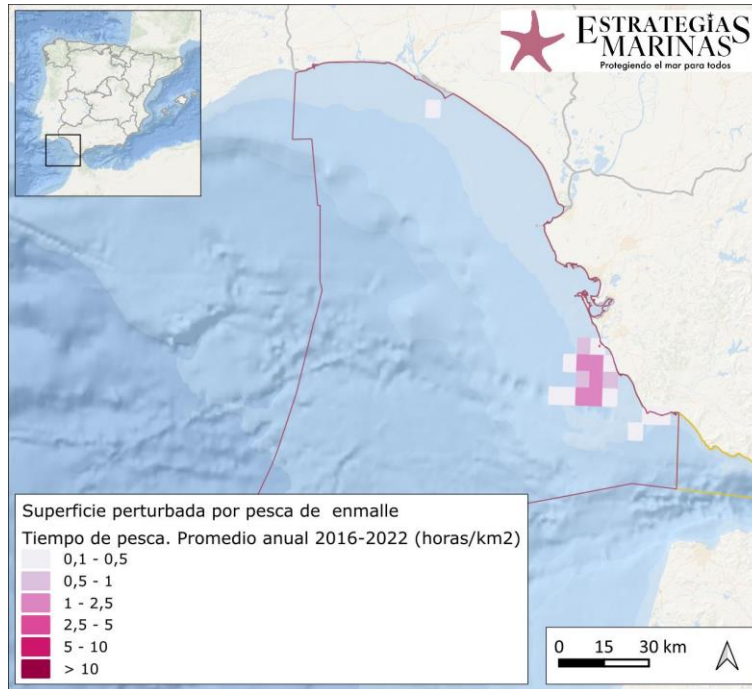 ESTRATEGIAS
MARINAS
Protegiendo el mar para todos
Superficie perturbada por pesca de enmalle
Tiempo de pesca. Promedio anual 2016-2022 (horas/km2)
0,1 - 0,5
0,5 - 1
1 - 2,5
2,5 - 5
5 - 10
> 10
0 15 30 km